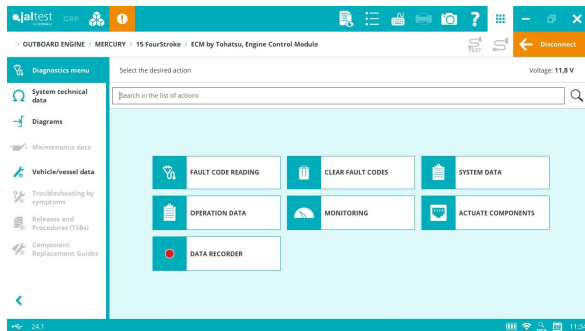 jaltest GRP
OUTBOARD ENGINE MERCURY 15 FourStroke ECM by Tohatsu, Engine Control Module
TEST
Disconnect
Diagnostics menu
Select the desired action
Voltage: 11,8 V
System technical data
Search in the list of actions
Diagrams
Maintenance data
Vehicle/vessel data
Troubleshooting by symptoms
Releases and Procedures (TSBs)
Component Replacement Guides
FAULT CODE READING
CLEAR FAULT CODES
SYSTEM DATA
OPERATION DATA
MONITORING
ACTUATE COMPONENTS
DATA RECORDER
24.1